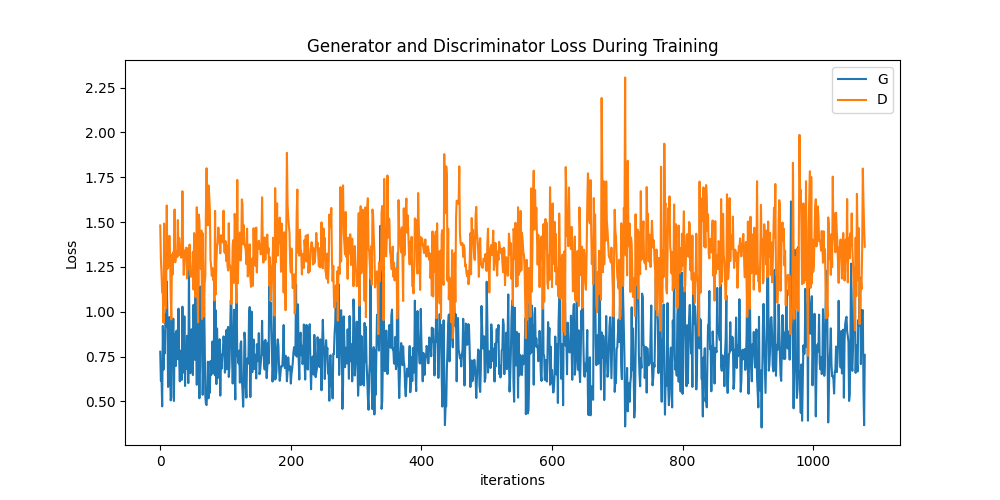 Generator and Discriminator Loss During Training
G
D
2.25
2.00
1.75
1.50
1.25
1.00
0.75
0.50
Loss
0
200
400
600
800
1000
iterations